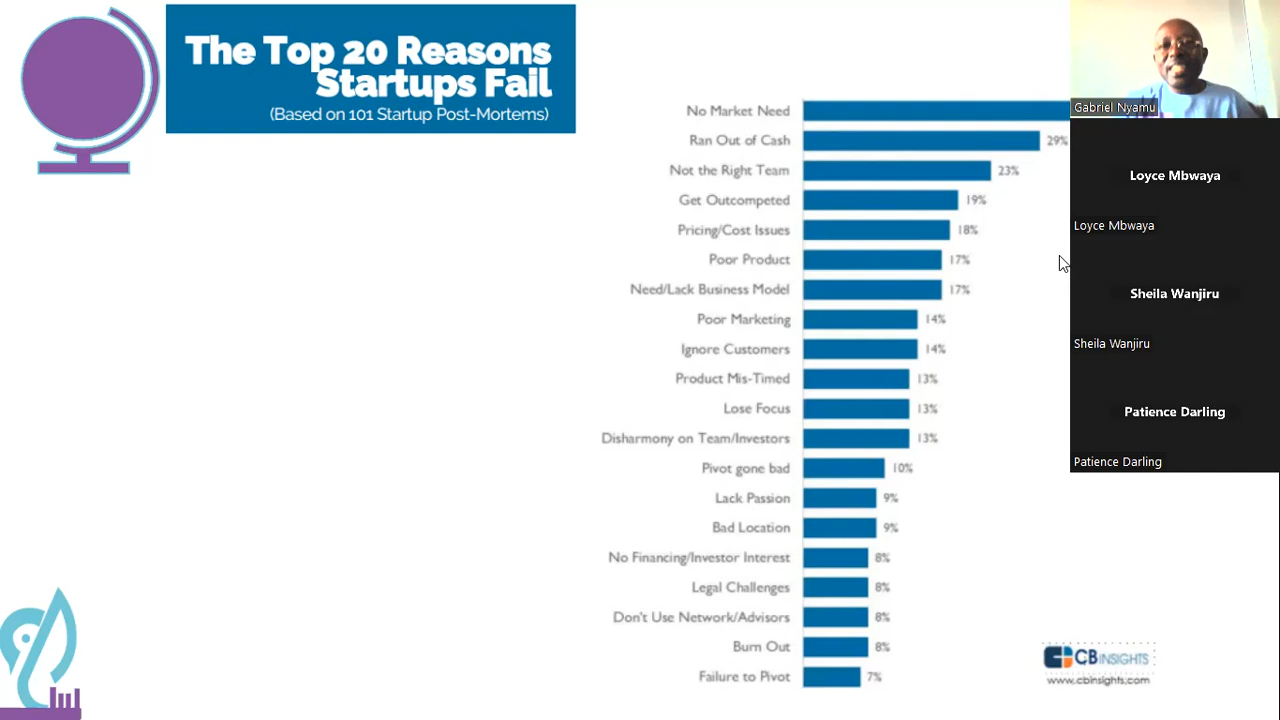 The Top 20 Reasons
Startups Fail
(Based on 101 Startup Post-Mortems)
No Market Need
Ran Out of Cash 29%
Not the Right Team 23%
Get Outcompeted 19%
Pricing/Cost Issues 18%
Poor Product 17%
Need/Lack Business Model 17%
Poor Marketing 14%
Ignore Customers 14%
Product Mis-Timed 13%
Lose Focus 13%
Disharmony on Team/Investors 13%
Pivot gone bad 10%
Lack Passion 9%
Bad Location 9%
No Financing/Investor Interest 8%
Legal Challenges 8%
Don't Use Network/Advisors 8%
Burn Out 8%
Failure to Pivot 7%
CBINSIGHTS
www.cbinsights.com
Gabriel Nyamu
Loyce Mbwaya
Loyce Mbwaya
Sheila Wanjiru
Sheila Wanjiru
Patience Darling
Patience Darling